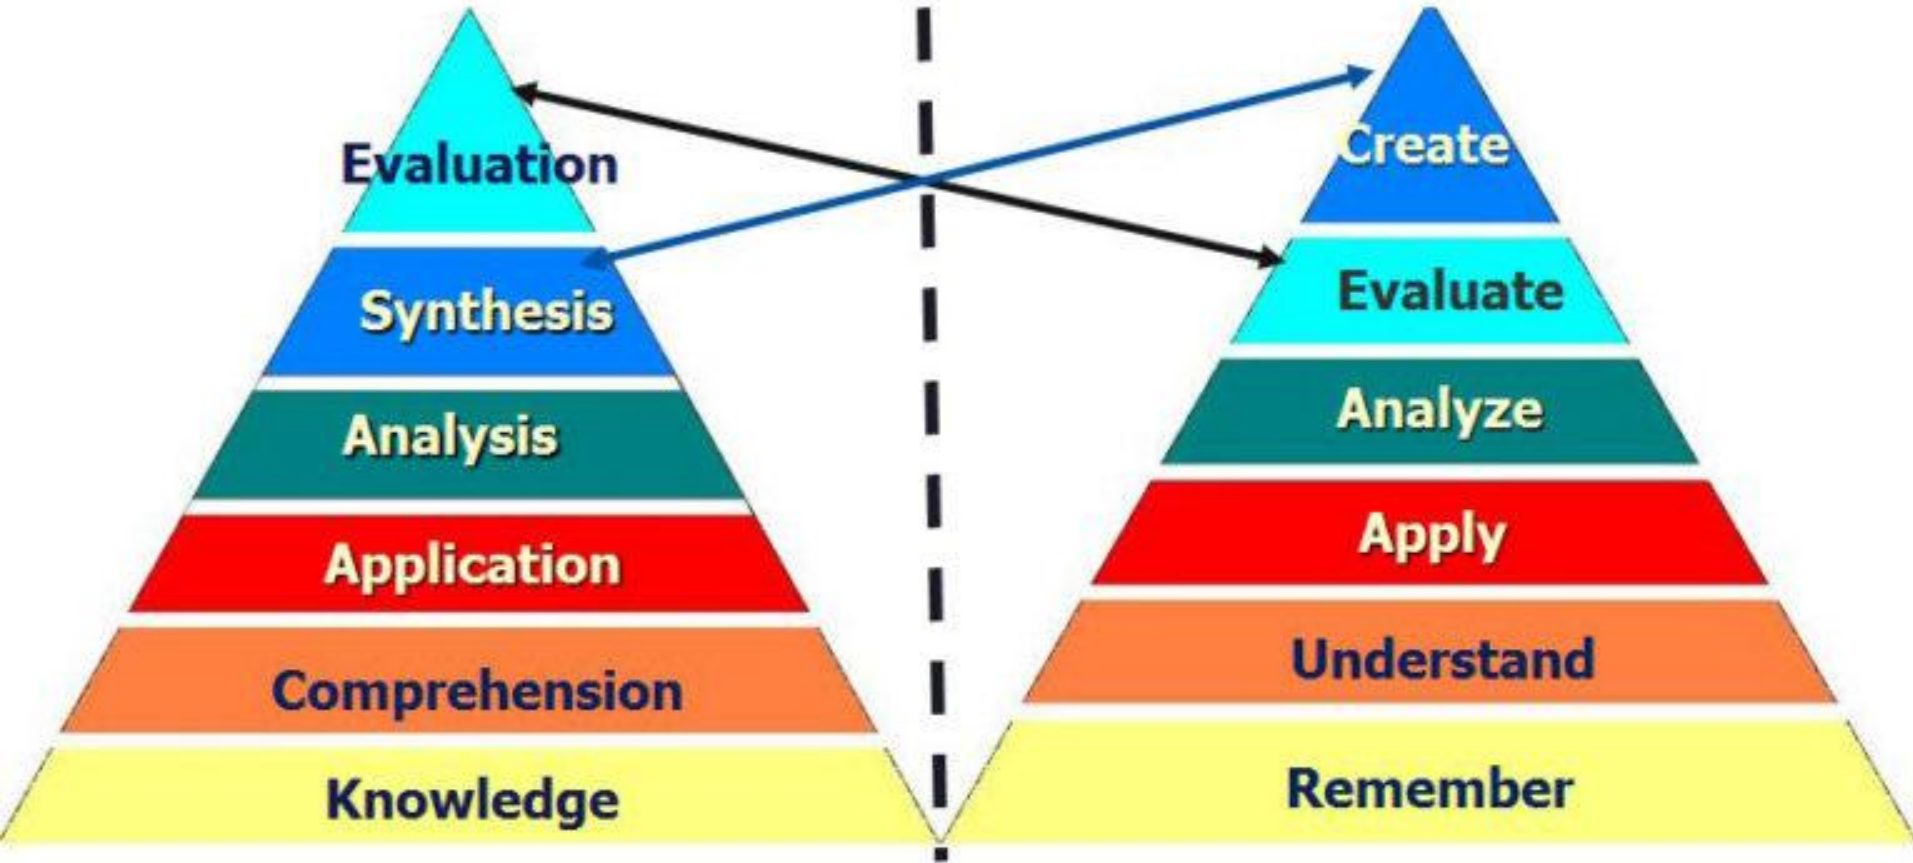 Evaluation
Synthesis
Analysis
Application
Comprehension
Knowledge
Create
Evaluate
Analyze
Apply
Understand
Remember